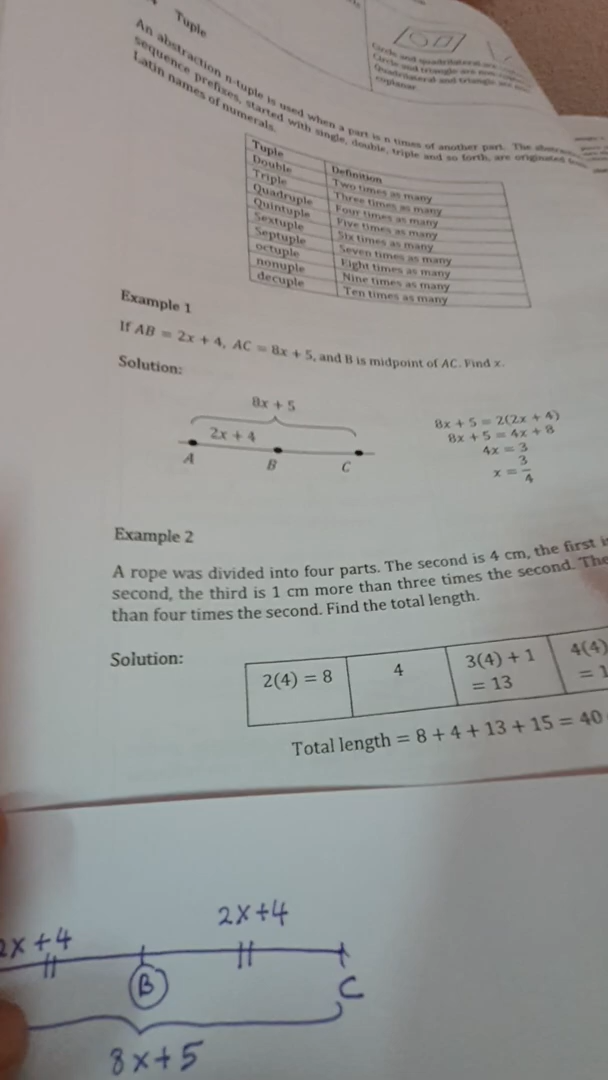 Tuple
An abstraction n-tuple is used when a part is n times of another part. The
sequence prefixes, started with single, double, triple and so forth, are originated
Latin names of numerals.
Tuple Definition
Double Two times as many
Triple Three times as many
Quadruple Four times as many
Quintuple Five times as many
Sextuple Six times as many
Septuple Seven times as many
octuple Eight times as many
nonuple Nine times as many
decuple Ten times as many
Example 1
If AB = 2x + 4, AC = 8x + 5, and B is midpoint of AC. Find x.
Solution:
8x + 5
2x + 4
A B C
8x + 5 = 2(2x + 4)
8x + 5 = 4x + 8
4x = 3
x = 3/4
Example 2
A rope was divided into four parts. The second is 4 cm, the first is
second, the third is 1 cm more than three times the second. The
than four times the second. Find the total length.
Solution:
2(4) = 8 4 3(4) + 1 4(4)
= 13 = 1
Total length = 8 + 4 + 13 + 15 = 40
2x+4 2x+4
B C
8x+5